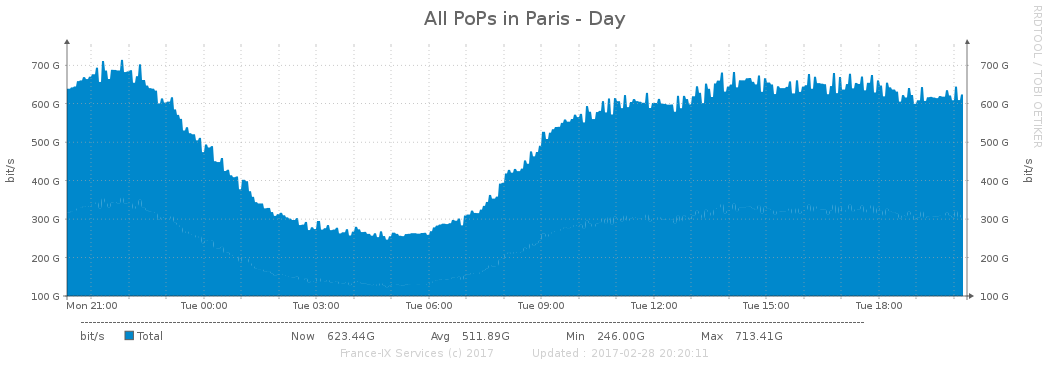 All PoPs in Paris - Day
RRDTOOL / TOBI OETIKER
bit/s
700 G 700 G
600 G 600 G
500 G 500 G
400 G 400 G
300 G 300 G
200 G 200 G
100 G 100 G
bit/s
Mon 21:00 Tue 00:00 Tue 03:00 Tue 06:00 Tue 09:00 Tue 12:00 Tue 15:00 Tue 18:00
bit/s Total Now 623.44G Avg 511.89G Min 246.00G Max 713.41G
France-IX Services (c) 2017 Updated : 2017-02-28 20:20:11